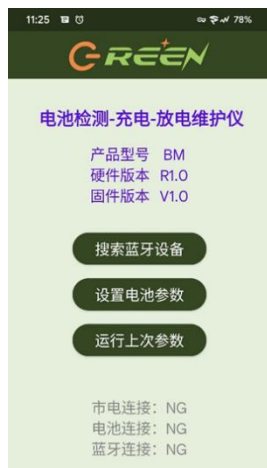 11:25
78%
GREEN
电池检测-充电-放电维护仪
产品型号 BM
硬件版本 R1.0
固件版本 V1.0
搜索蓝牙设备
设置电池参数
运行上次参数
市电连接：NG
电池连接：NG
蓝牙连接：NG